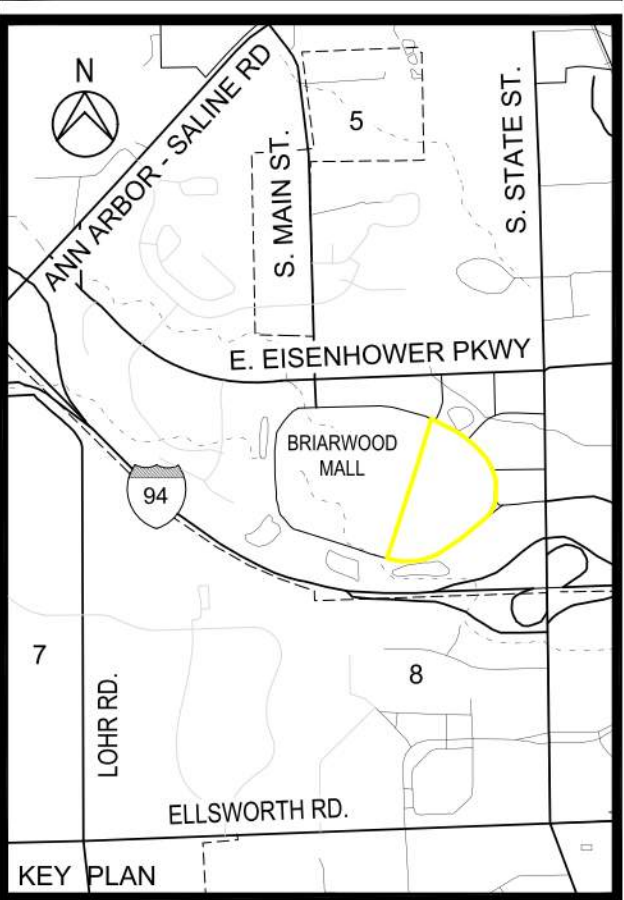 N
ANN ARBOR - SALINE RD
5
S. MAIN ST.
S. STATE ST.
E. EISENHOWER PKWY
BRIARWOOD
MALL
94
7
8
LOHR RD.
ELLSWORTH RD.
KEY PLAN